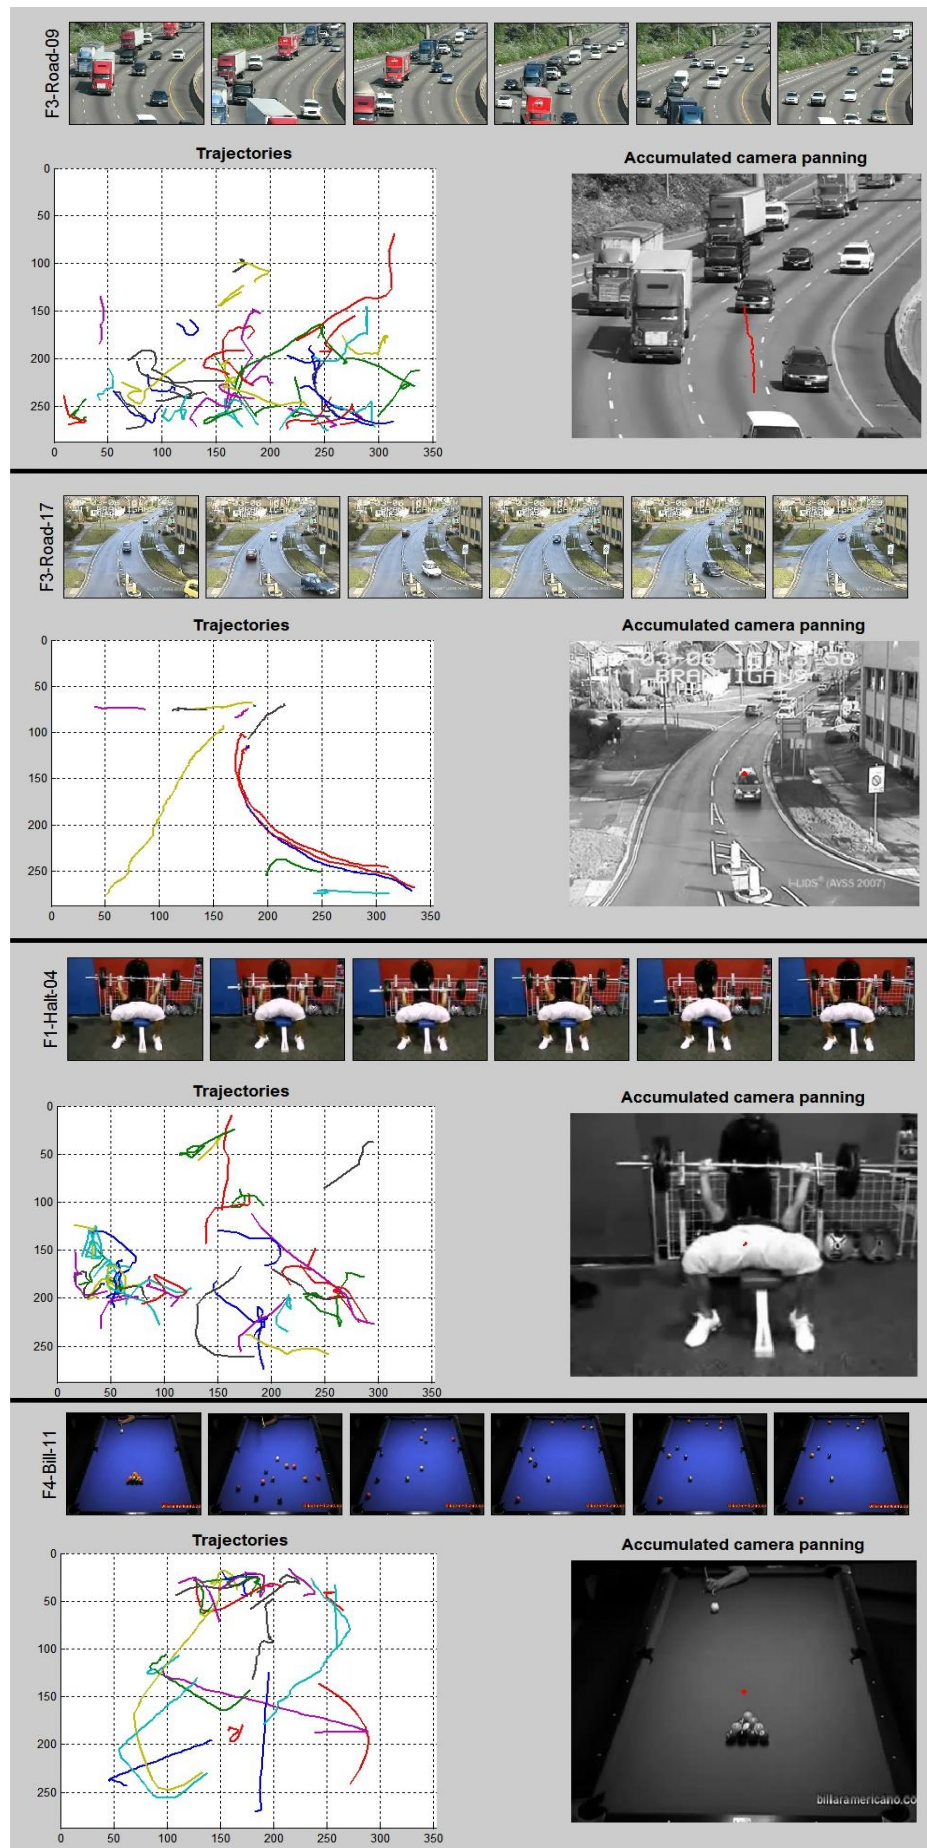 F3-Road-09
Trajectories
Accumulated camera panning
0
50
100
150
200
250
0 50 100 150 200 250 300 350
F3-Road-17
Trajectories
Accumulated camera panning
0
50
100
150
200
250
0 50 100 150 200 250 300 350
BRANNIGANS
i-LIDS® (AVSS 2007)
F1-Halt-04
Trajectories
Accumulated camera panning
0
50
100
150
200
250
0 50 100 150 200 250 300 350
F4-Bill-11
Trajectories
Accumulated camera panning
0
50
100
150
200
250
0 50 100 150 200 250 300 350
billaramericano.co